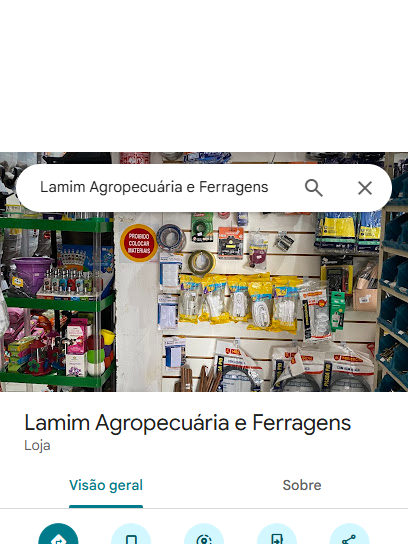 Lamim Agropecuária e Ferragens
PROIBIDO
COLOCAR
MATERIAIS
Lamim Agropecuária e Ferragens
Loja
Visão geral
Sobre